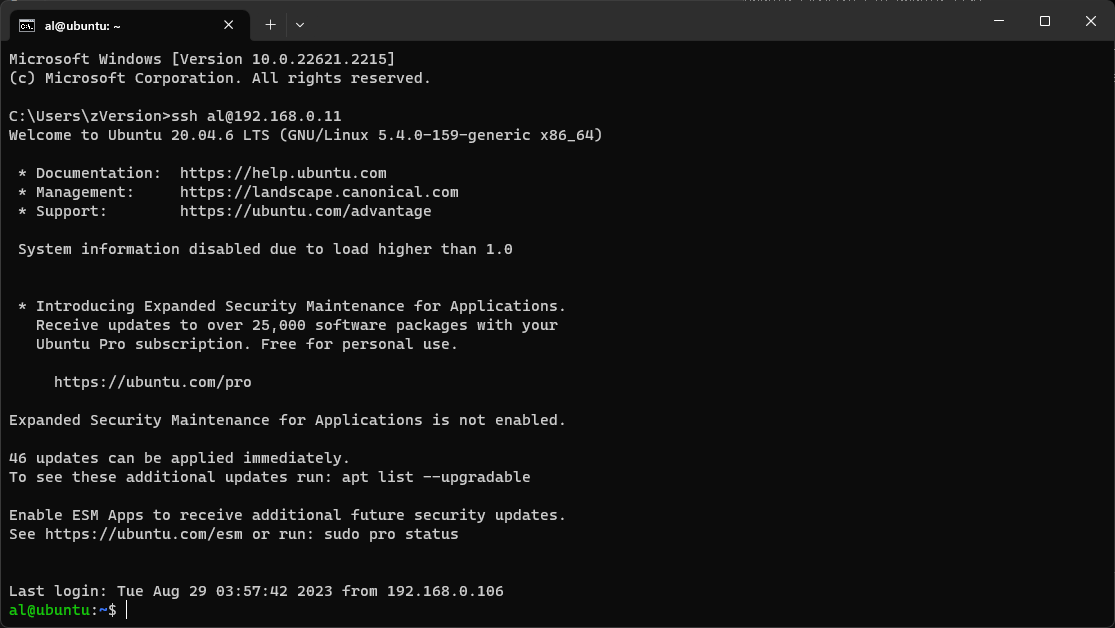 al@ubuntu: ~
Microsoft Windows [Version 10.0.22621.2215]
(c) Microsoft Corporation. All rights reserved.
C:\Users\zVersion>ssh al@192.168.0.11
Welcome to Ubuntu 20.04.6 LTS (GNU/Linux 5.4.0-159-generic x86_64)
* Documentation:  https://help.ubuntu.com
* Management:     https://landscape.canonical.com
* Support:        https://ubuntu.com/advantage
System information disabled due to load higher than 1.0
* Introducing Expanded Security Maintenance for Applications.
Receive updates to over 25,000 software packages with your
Ubuntu Pro subscription. Free for personal use.
https://ubuntu.com/pro
Expanded Security Maintenance for Applications is not enabled.
46 updates can be applied immediately.
To see these additional updates run: apt list --upgradable
Enable ESM Apps to receive additional future security updates.
See https://ubuntu.com/esm or run: sudo pro status
Last login: Tue Aug 29 03:57:42 2023 from 192.168.0.106
al@ubuntu:~$